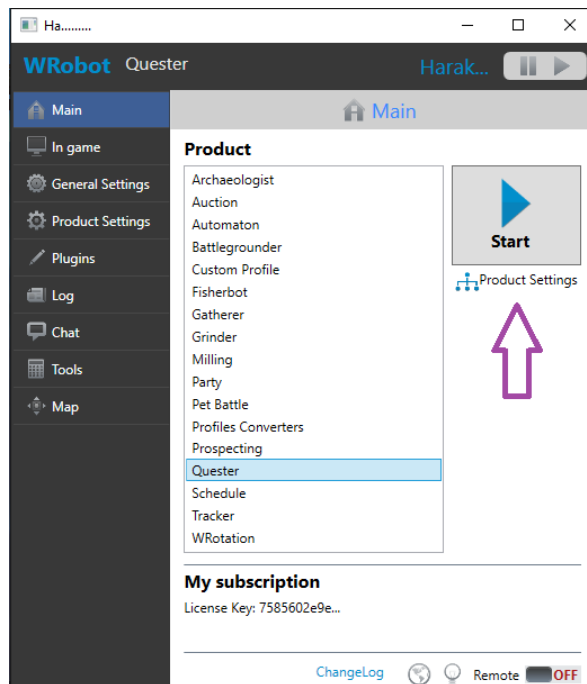 Ha.........
WRobot Quester Harak...
Main
In game
General Settings
Product Settings
Plugins
Log
Chat
Tools
Map
Main
Product
Archaeologist
Auction
Automaton
Battlegrounder
Custom Profile
Fisherbot
Gatherer
Grinder
Milling
Party
Pet Battle
Profiles Converters
Prospecting
Quester
Schedule
Tracker
WRotation
Start
Product Settings
My subscription
License Key: 7585602e9e...
ChangeLog Remote OFF